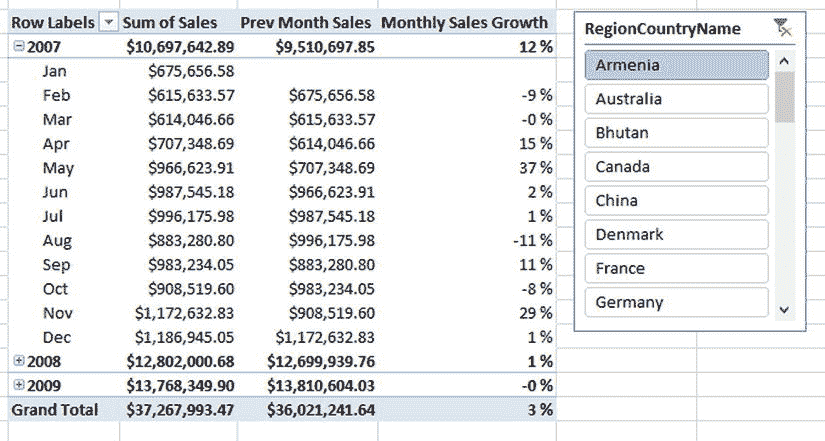 Row Labels Sum of Sales Prev Month Sales Monthly Sales Growth
2007 $10,697,642.89 $9,510,697.85 12 %
Jan $675,656.58
Feb $615,633.57 $675,656.58 -9 %
Mar $614,046.66 $615,633.57 -0 %
Apr $707,348.69 $614,046.66 15 %
May $966,623.91 $707,348.69 37 %
Jun $987,545.18 $966,623.91 2 %
Jul $996,175.98 $987,545.18 1 %
Aug $883,280.80 $996,175.98 -11 %
Sep $983,234.05 $883,280.80 11 %
Oct $908,519.60 $983,234.05 -8 %
Nov $1,172,632.83 $908,519.60 29 %
Dec $1,186,945.05 $1,172,632.83 1 %
2008 $12,802,000.68 $12,699,939.76 1 %
2009 $13,768,349.90 $13,810,604.03 -0 %
Grand Total $37,267,993.47 $36,021,241.64 3 %
RegionCountryName
Armenia
Australia
Bhutan
Canada
China
Denmark
France
Germany